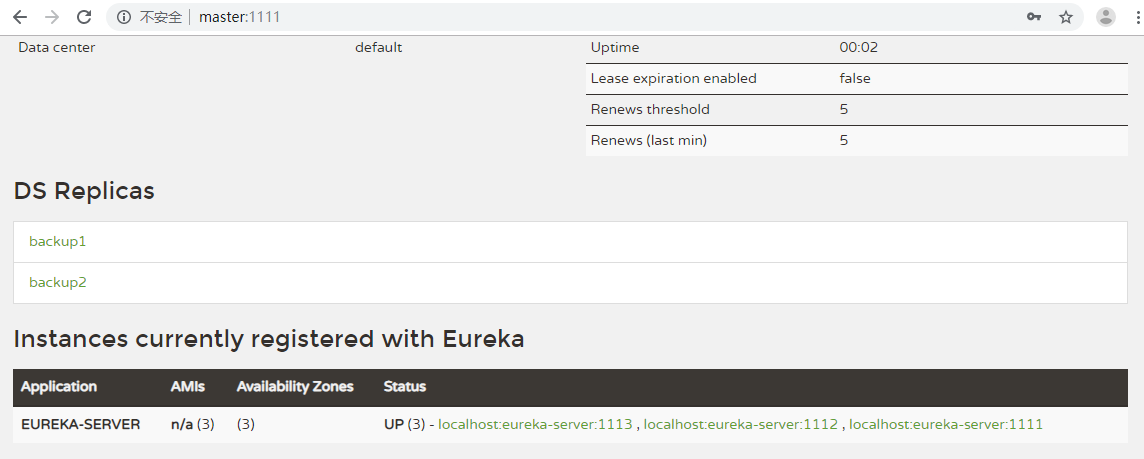 不安全 master:1111
Data center default Uptime 00:02
Lease expiration enabled false
Renews threshold 5
Renews (last min) 5
DS Replicas
backup1
backup2
Instances currently registered with Eureka
Application AMIs Availability Zones Status
EUREKA-SERVER n/a (3) (3) UP (3) - localhost:eureka-server:1113 , localhost:eureka-server:1112 , localhost:eureka-server:1111